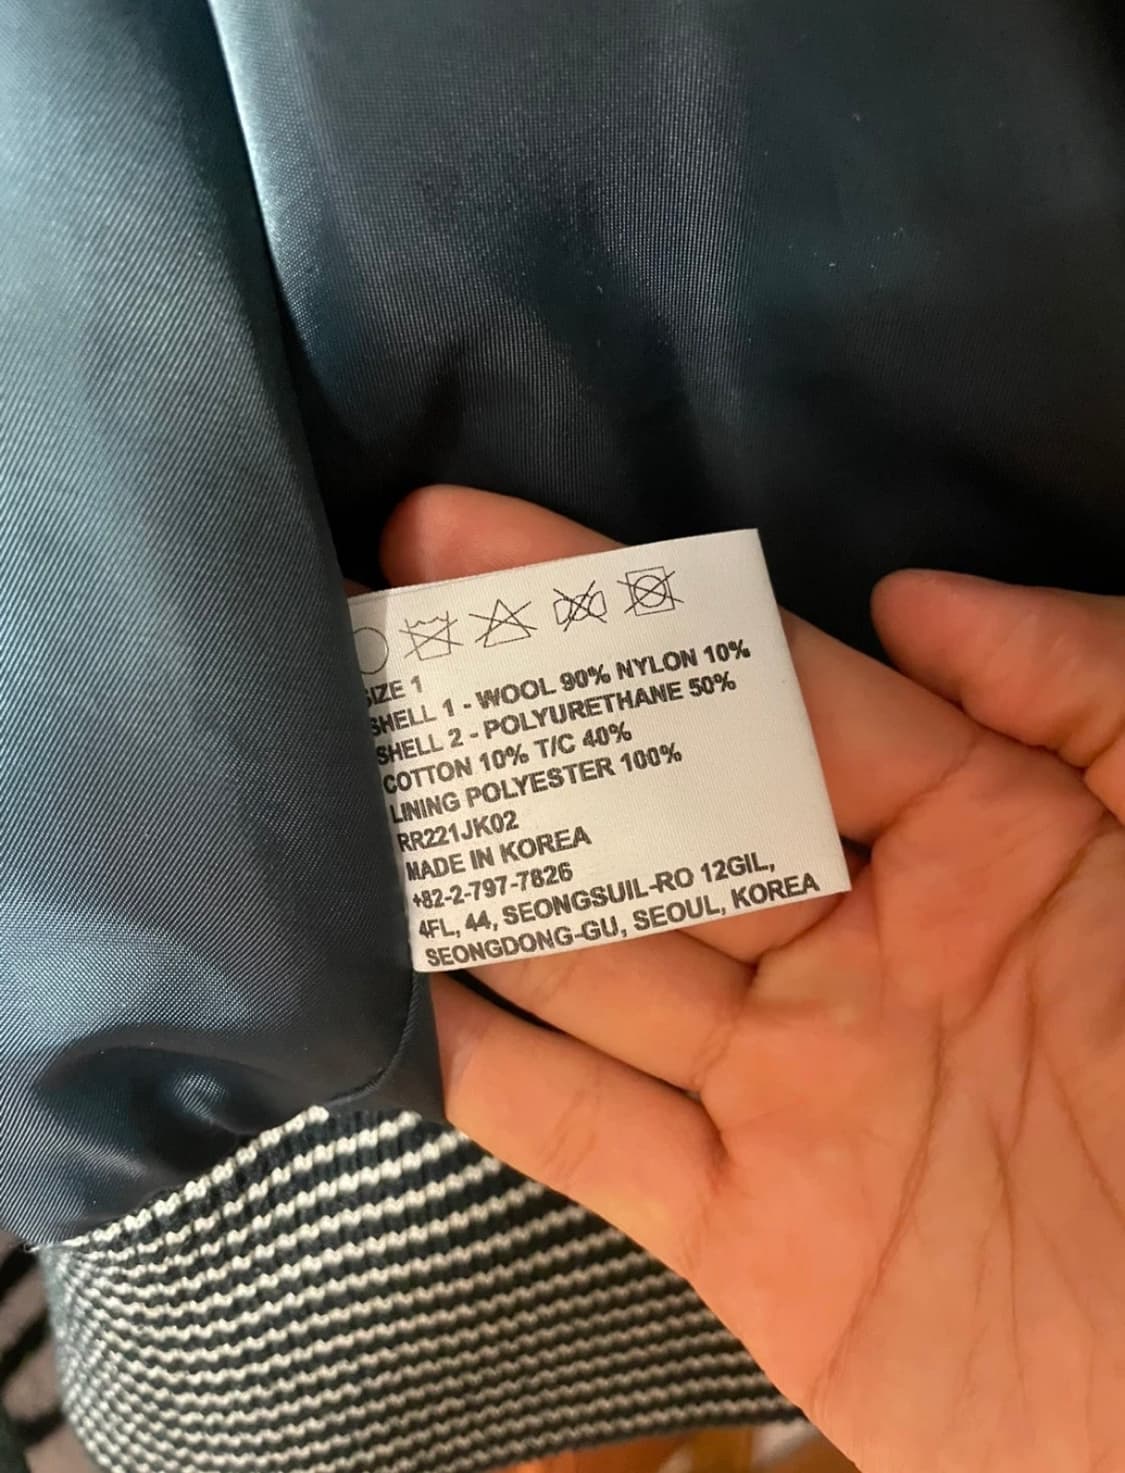 SIZE 1
SHELL 1 - WOOL 90% NYLON 10%
SHELL 2 - POLYURETHANE 50%
COTTON 10% T/C 40%
LINING POLYESTER 100%
RR221JK02
MADE IN KOREA
+82-2-797-7826
4FL, 44, SEONGSUIL-RO 12GIL,
SEONGDONG-GU, SEOUL, KOREA